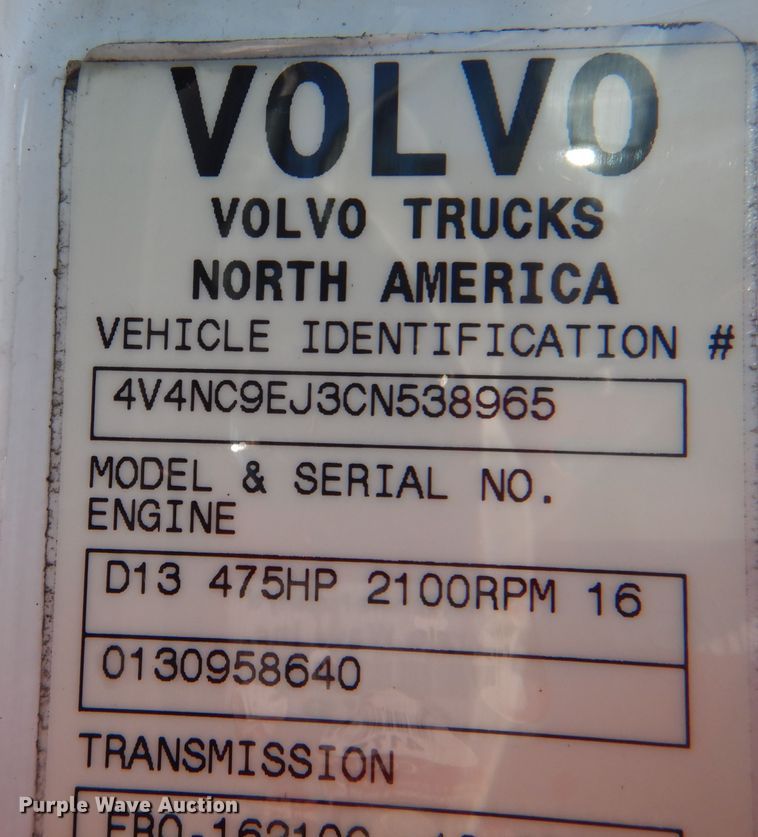 VOLVO
VOLVO TRUCKS
NORTH AMERICA
VEHICLE IDENTIFICATION #
4V4NC9EJ3CN538965
MODEL & SERIAL NO.
ENGINE
D13 475HP 2100RPM 16
0130958640
TRANSMISSION
Purple Wave Auction